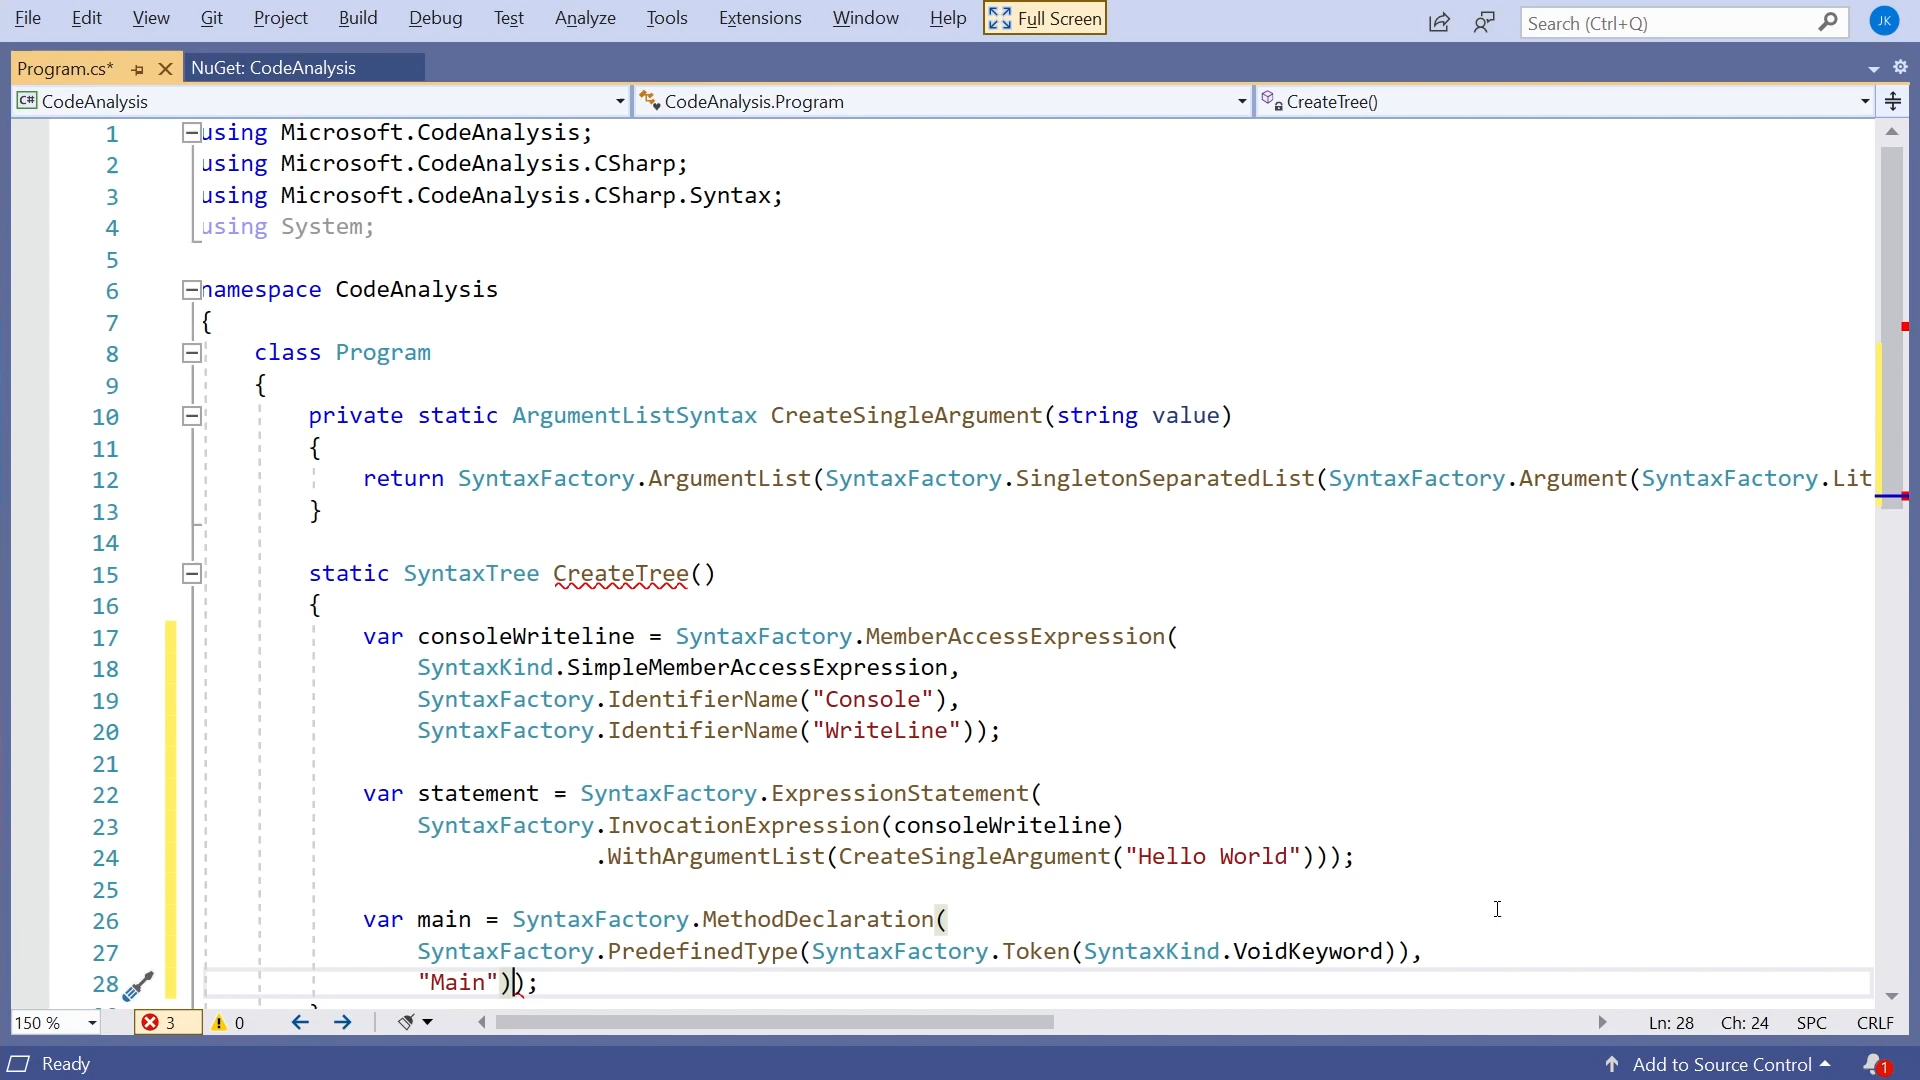 File Edit View Git Project Build Debug Test Analyze Tools Extensions Window Help Full Screen Search (Ctrl+Q) JK
Program.cs* NuGet: CodeAnalysis
C# CodeAnalysis CodeAnalysis.Program CreateTree()
1 using Microsoft.CodeAnalysis;
2 using Microsoft.CodeAnalysis.CSharp;
3 using Microsoft.CodeAnalysis.CSharp.Syntax;
4 using System;
5
6 namespace CodeAnalysis
7 {
8 class Program
9 {
10 private static ArgumentListSyntax CreateSingleArgument(string value)
11 {
12 return SyntaxFactory.ArgumentList(SyntaxFactory.SingletonSeparatedList(SyntaxFactory.Argument(SyntaxFactory.Lit
13 }
14
15 static SyntaxTree CreateTree()
16 {
17 var consoleWriteline = SyntaxFactory.MemberAccessExpression(
18 SyntaxKind.SimpleMemberAccessExpression,
19 SyntaxFactory.IdentifierName("Console"),
20 SyntaxFactory.IdentifierName("WriteLine"));
21
22 var statement = SyntaxFactory.ExpressionStatement(
23 SyntaxFactory.InvocationExpression(consoleWriteline)
24 .WithArgumentList(CreateSingleArgument("Hello World")));
25
26 var main = SyntaxFactory.MethodDeclaration(
27 SyntaxFactory.PredefinedType(SyntaxFactory.Token(SyntaxKind.VoidKeyword)),
28 "Main"));
150 % 3 0 Ln: 28 Ch: 24 SPC CRLF
Ready Add to Source Control 1